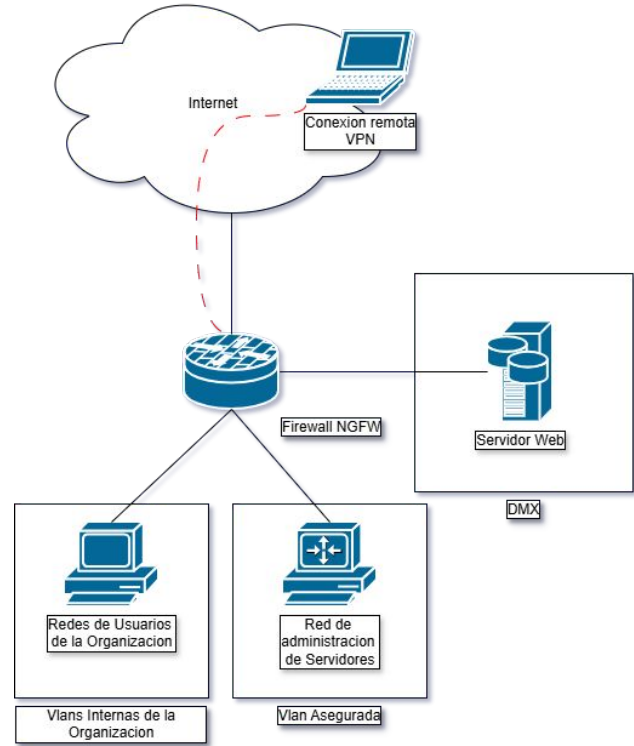 Internet
Conexion remota
VPN
Firewall NGFW
Servidor Web
DMX
Redes de Usuarios
de la Organizacion
Red de
administracion
de Servidores
Vlans Internas de la
Organizacion
Vlan Asegurada